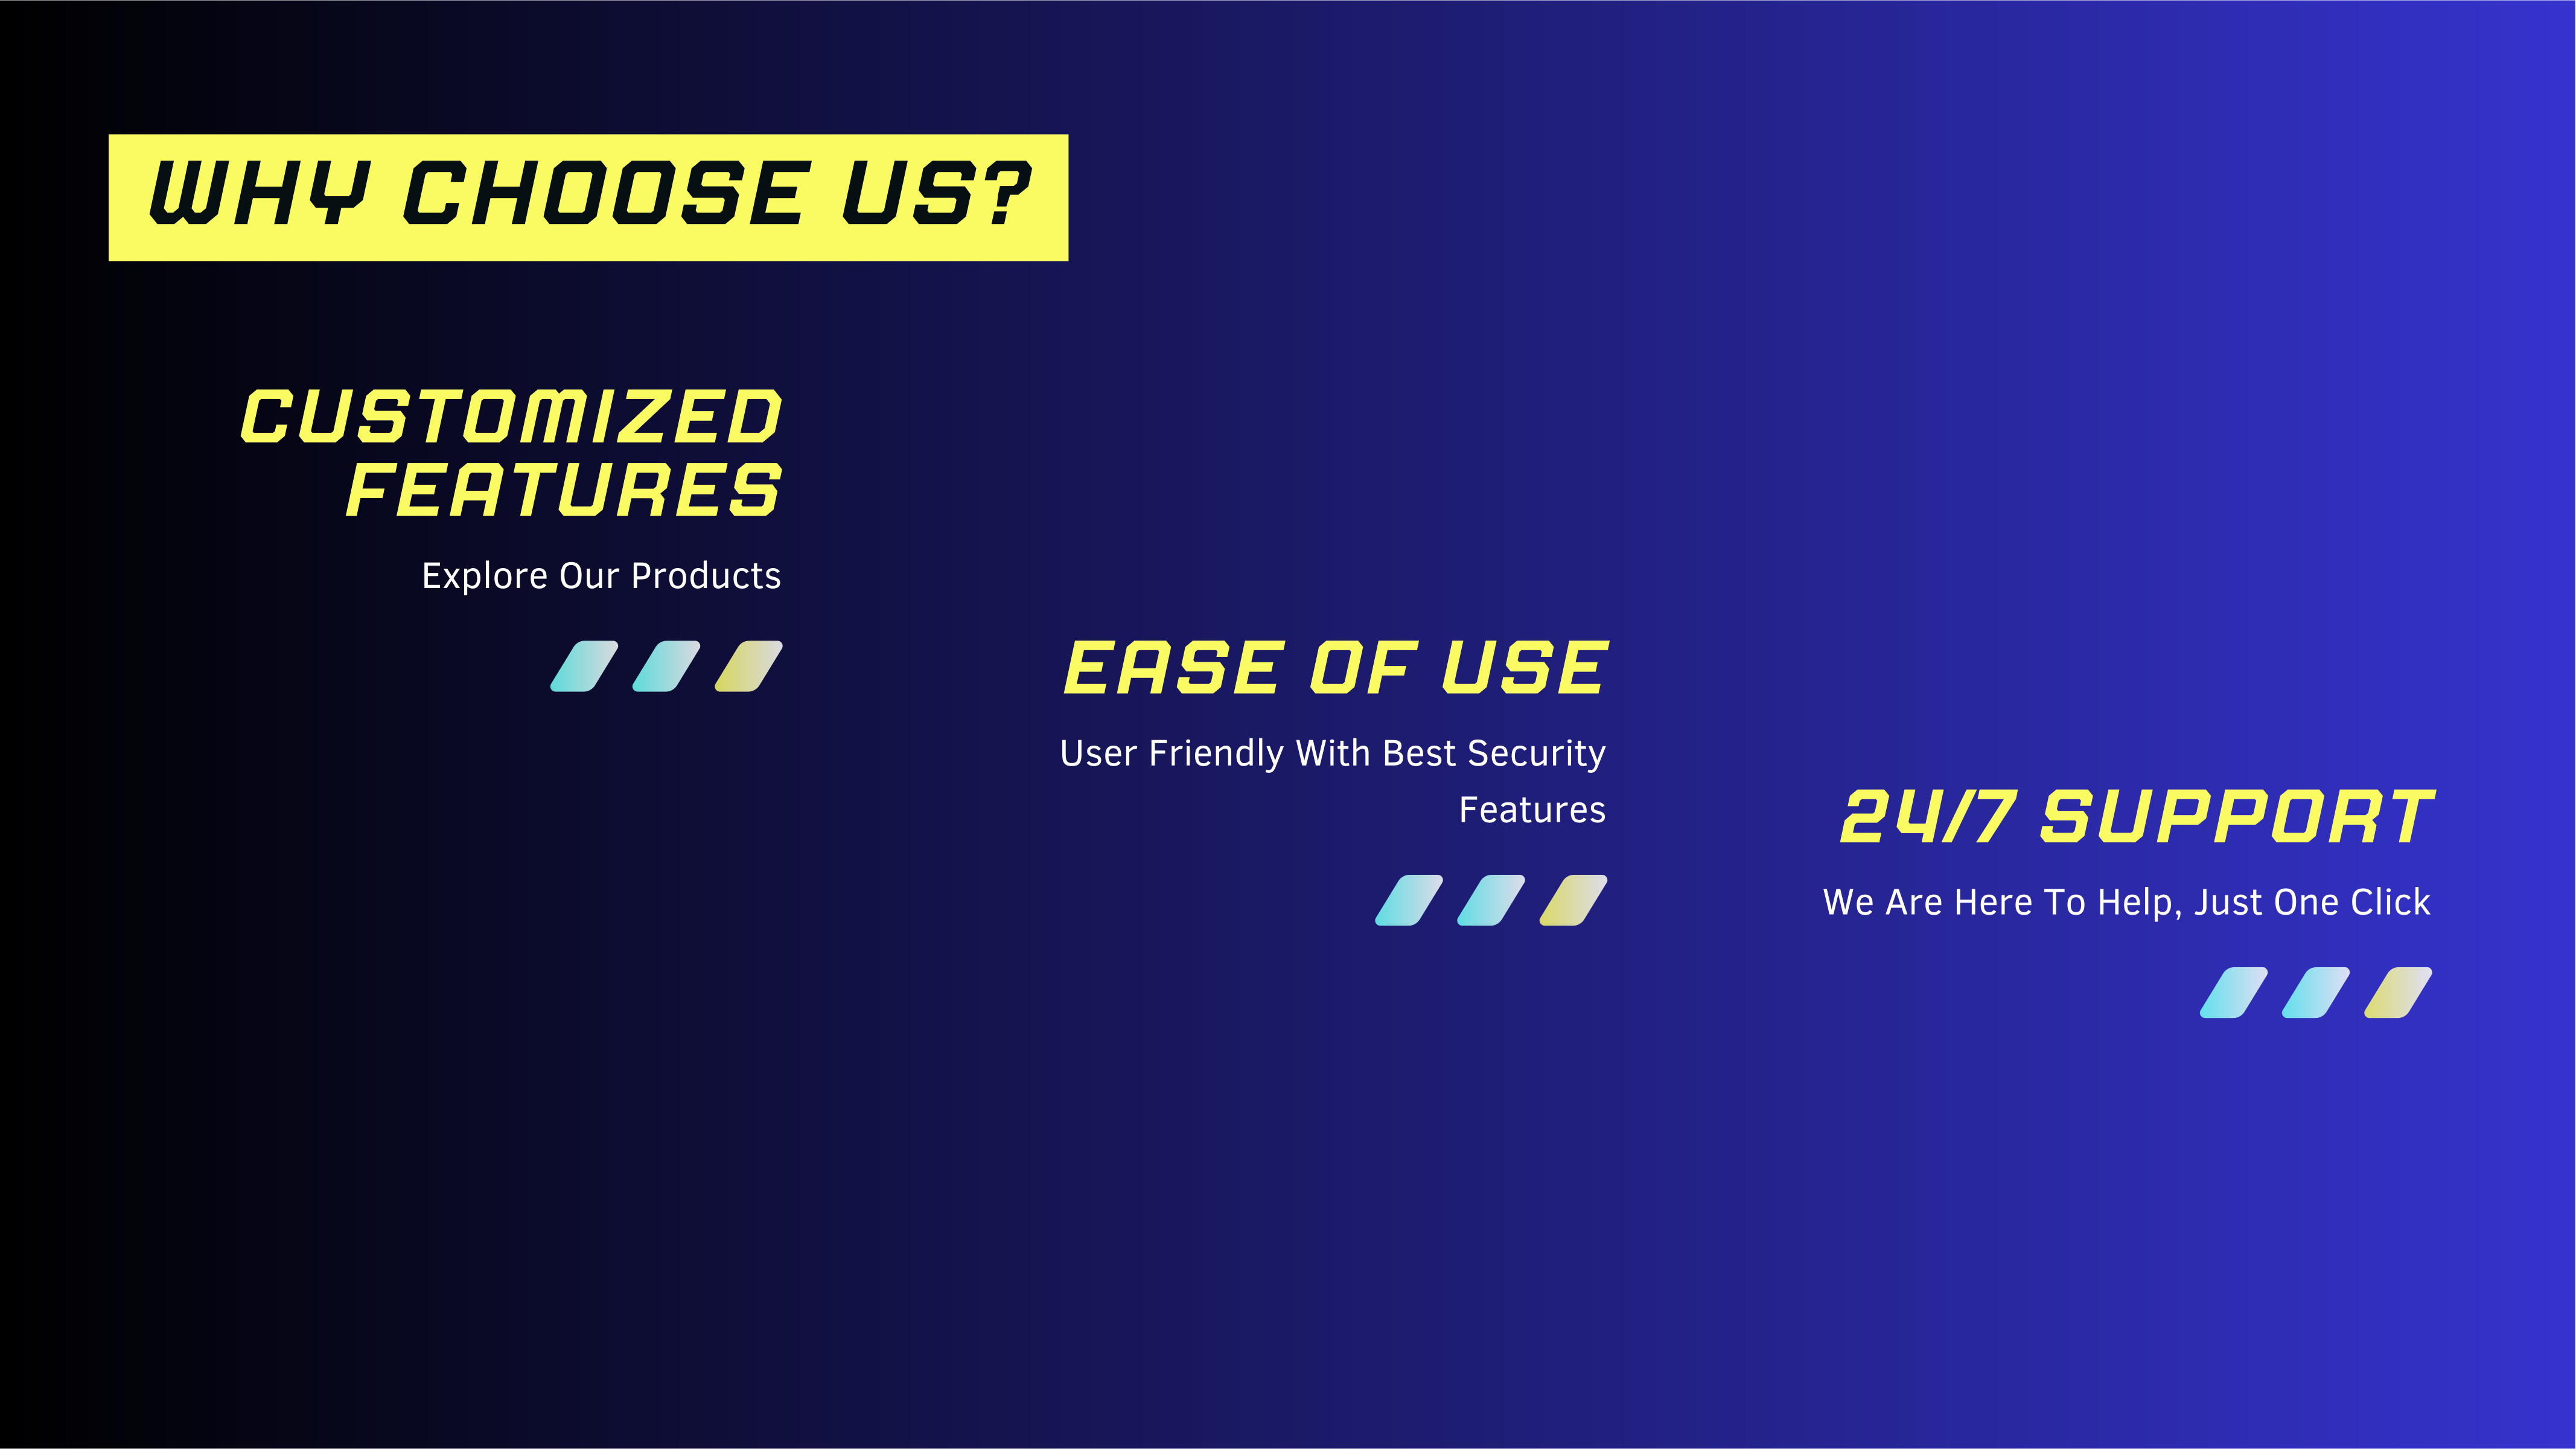 WHY CHOOSE US?
CUSTOMIZED
FEATURES
Explore Our Products
EASE OF USE
User Friendly With Best Security
Features
24/7 SUPPORT
We Are Here To Help, Just One Click